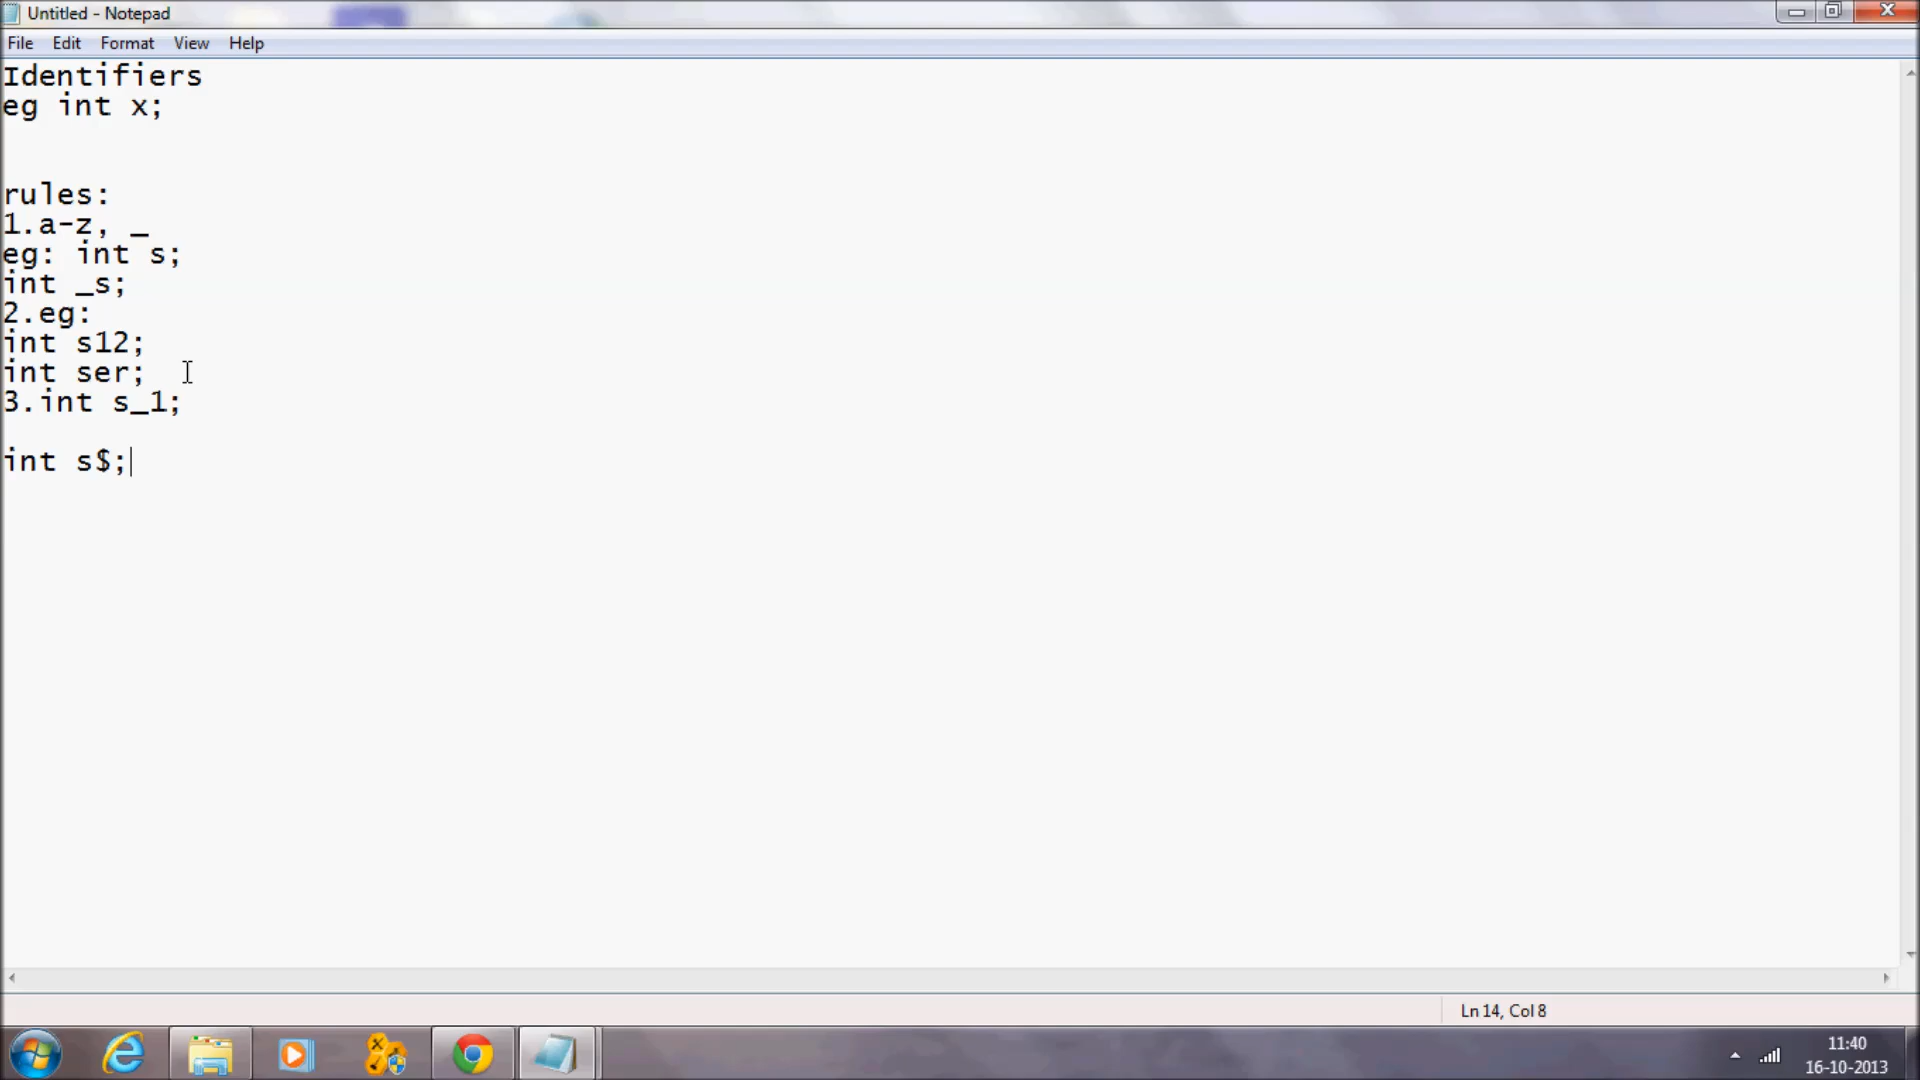 Untitled - Notepad
File Edit Format View Help
Identifiers
eg int x;
rules:
1.a-z, _
eg: int s;
int _s;
2.eg:
int s12;
int ser;
3.int s_1;
int s$;
Ln 14, Col 8
11:40
16-10-2013